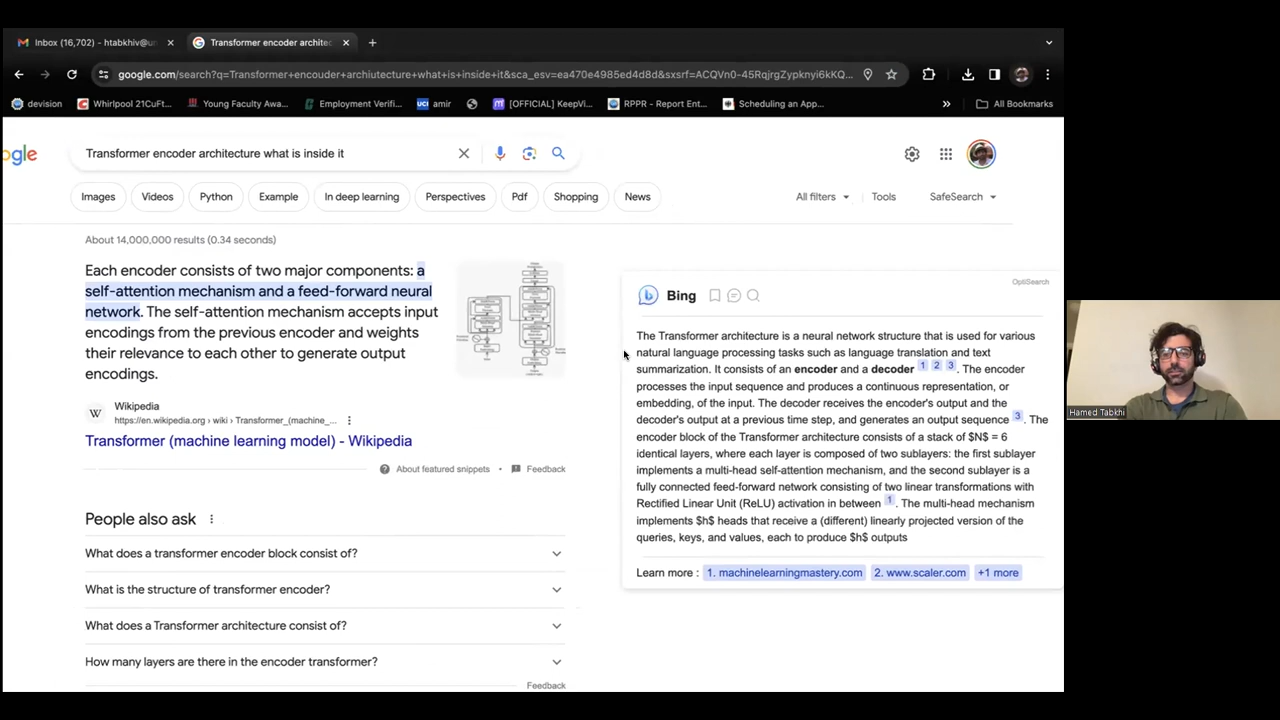 Inbox (16,702) - htabkhiv@un
Transformer encoder architec
google.com/search?q=Transformer+encouder+archiutecture+what+is+inside+it&sca_esv=ea470e4985ed4d8d&sxsrf=ACQVn0-45RqjrgZypknyi6kKQ...
devision
Whirlpool 21CuFt...
Young Faculty Awa...
Employment Verifi...
UCI amir
[OFFICIAL] KeepVi...
RPPR - Report Ent...
Scheduling an App...
»
All Bookmarks
ogle
Transformer encoder architecture what is inside it
Images
Videos
Python
Example
In deep learning
Perspectives
Pdf
Shopping
News
All filters
Tools
SafeSearch
About 14,000,000 results (0.34 seconds)
Each encoder consists of two major components: a
self-attention mechanism and a feed-forward neural
network. The self-attention mechanism accepts input
encodings from the previous encoder and weights
their relevance to each other to generate output
encodings.
W
Wikipedia
https://en.wikipedia.org › wiki › Transformer_(machine_...
Transformer (machine learning model) - Wikipedia
About featured snippets • Feedback
People also ask
What does a transformer encoder block consist of?
What is the structure of transformer encoder?
What does a Transformer architecture consist of?
How many layers are there in the encoder transformer?
Feedback
OptiSearch
Bing
The Transformer architecture is a neural network structure that is used for various
natural language processing tasks such as language translation and text
summarization. It consists of an encoder and a decoder 1 2 3. The encoder
processes the input sequence and produces a continuous representation, or
embedding, of the input. The decoder receives the encoder's output and the
decoder's output at a previous time step, and generates an output sequence 3. The
encoder block of the Transformer architecture consists of a stack of $N$ = 6
identical layers, where each layer is composed of two sublayers: the first sublayer
implements a multi-head self-attention mechanism, and the second sublayer is a
fully connected feed-forward network consisting of two linear transformations with
Rectified Linear Unit (ReLU) activation in between 1. The multi-head mechanism
implements $h$ heads that receive a (different) linearly projected version of the
queries, keys, and values, each to produce $h$ outputs
Learn more : 1. machinelearningmastery.com 2. www.scaler.com +1 more
Hamed Tabkhi